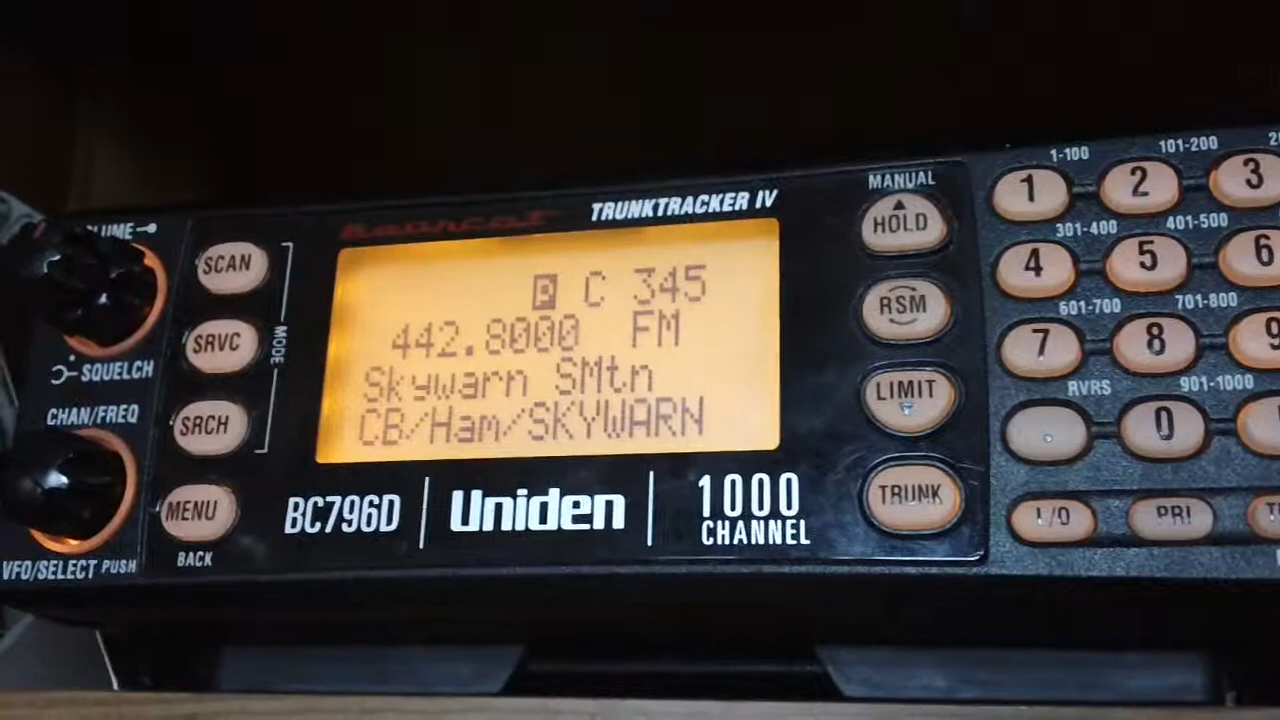 Bearcat
TRUNKTRACKER IV
LUME
SQUELCH
CHAN/FREQ
VFO/SELECT PUSH
SCAN
SRVC
SRCH
MODE
MENU
BACK
P C 345
442.8000 FM
Skywarn SMtn
CB/Ham/SKYWARN
BC796D
Uniden
1000
CHANNEL
MANUAL
HOLD
RSM
LIMIT
TRUNK
1-100 101-200
1 2 3
301-400 401-500
4 5 6
601-700 701-800
7 8 9
RVRS 901-1000
. 0
L/O PRI